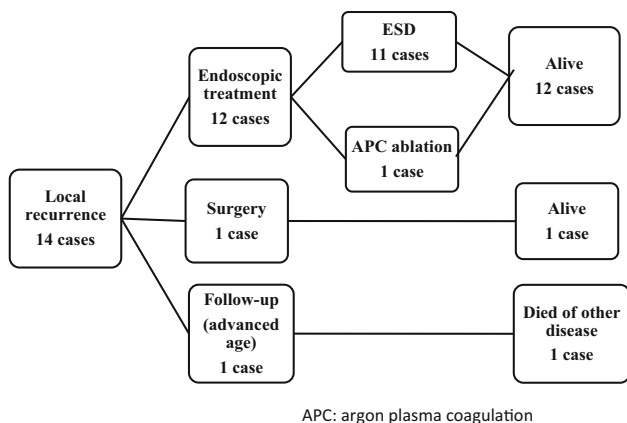 Local
recurrence
14 cases
Endoscopic
treatment
12 cases
ESD
11 cases
APC ablation
1 case
Alive
12 cases
Surgery
1 case
Alive
1 case
Follow-up
(advanced
age)
1 case
Died of other
disease
1 case
APC: argon plasma coagulation